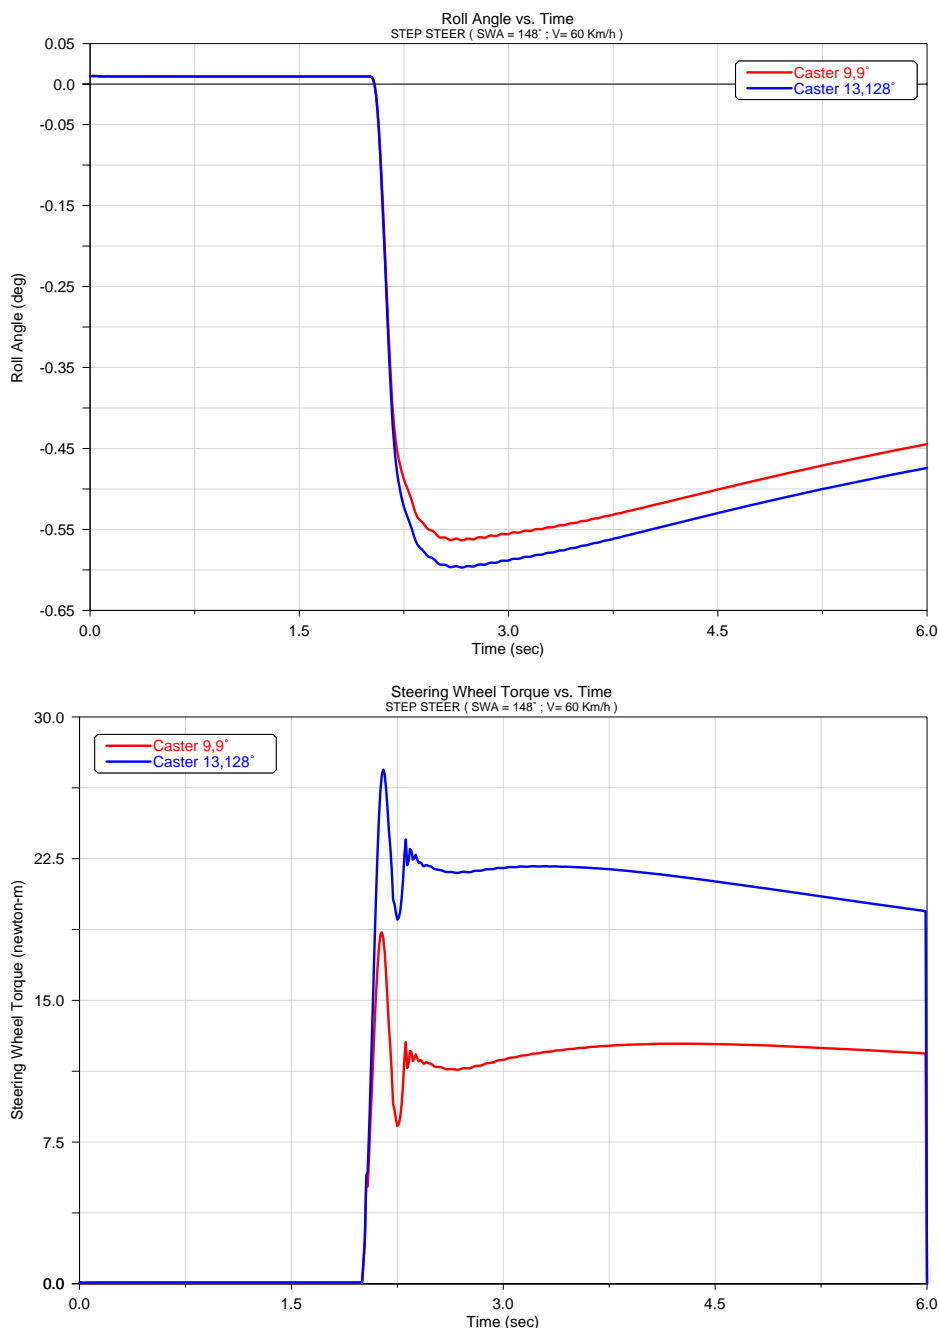 Roll Angle vs. Time
STEP STEER ( SWA = 148° ; V= 60 Km/h )
0.05
0.0
-0.05
-0.15
-0.25
-0.35
-0.45
-0.55
-0.65
Roll Angle (deg)
Caster 9,9°
Caster 13,128°
0.0 1.5 3.0 4.5 6.0
Time (sec)
Steering Wheel Torque vs. Time
STEP STEER ( SWA = 148° ; V= 60 Km/h )
30.0
22.5
15.0
7.5
0.0
Steering Wheel Torque (newton-m)
Caster 9,9°
Caster 13,128°
0.0 1.5 3.0 4.5 6.0
Time (sec)